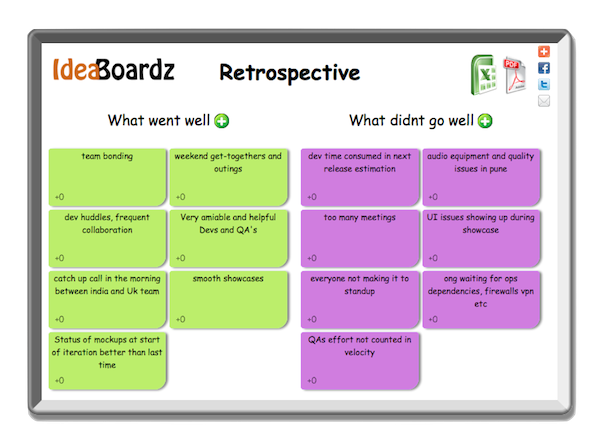 IdeaBoardz
Retrospective
PDF
Adobe
What went well
What didnt go well
team bonding
+0
weekend get-togethers and
outings
+0
dev time consumed in next
release estimation
+0
audio equipment and quality
issues in pune
+0
dev huddles, frequent
collaboration
+0
Very amiable and helpful
Devs and QA's
+0
too many meetings
+0
UI issues showing up during
showcase
+0
catch up call in the morning
between india and Uk team
+0
smooth showcases
+0
everyone not making it to
standup
+0
ong waiting for ops
dependencies, firewalls vpn
etc
+0
Status of mockups at start
of iteration better than last
time
+0
QAs effort not counted in
velocity
+0